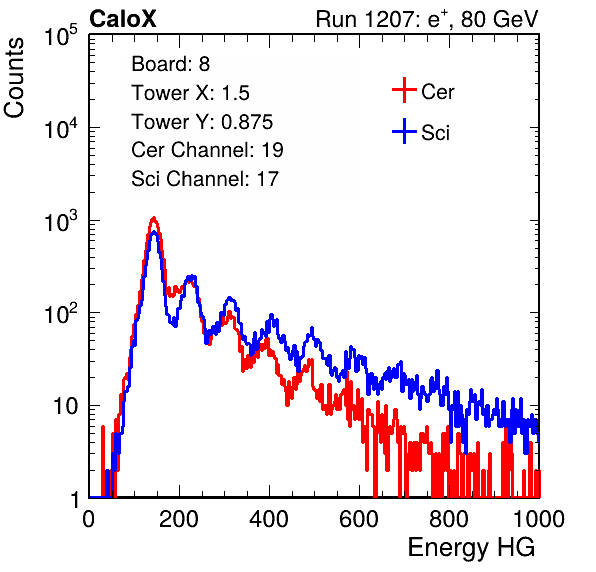 CaloX Run 1207: e⁺, 80 GeV
Counts
10⁵
10⁴
10³
10²
10
1
Board: 8
Tower X: 1.5
Tower Y: 0.875
Cer Channel: 19
Sci Channel: 17
Cer
Sci
0 200 400 600 800 1000
Energy HG